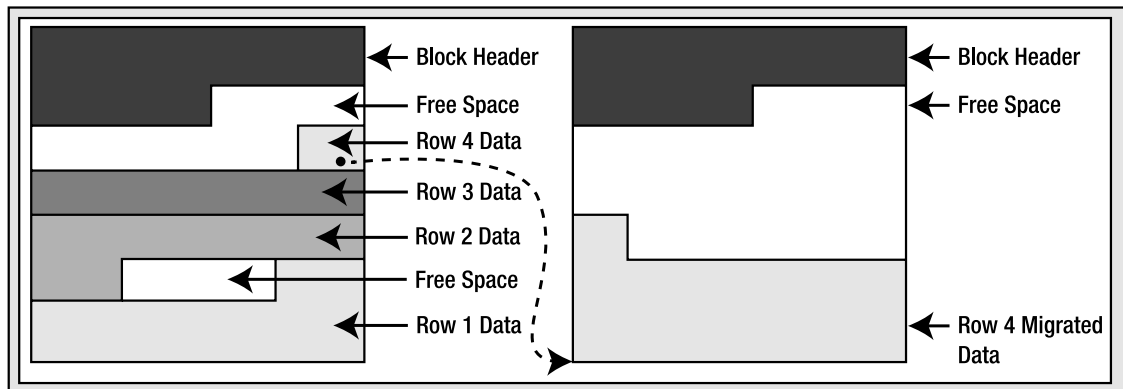 Block Header
Free Space
Row 4 Data
Row 3 Data
Row 2 Data
Free Space
Row 1 Data
Block Header
Free Space
Row 4 Migrated
Data